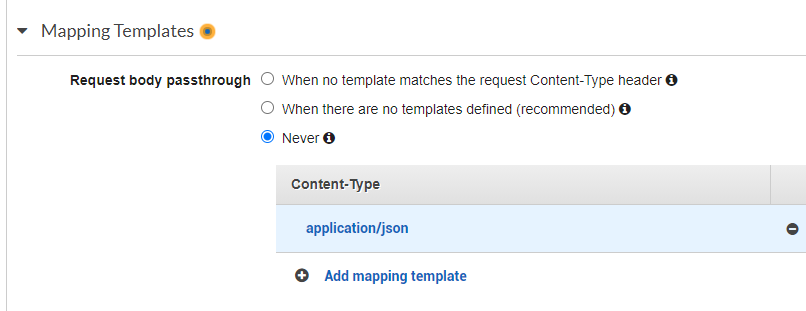 Mapping Templates
Request body passthrough
When no template matches the request Content-Type header
When there are no templates defined (recommended)
Never
Content-Type
application/json
Add mapping template